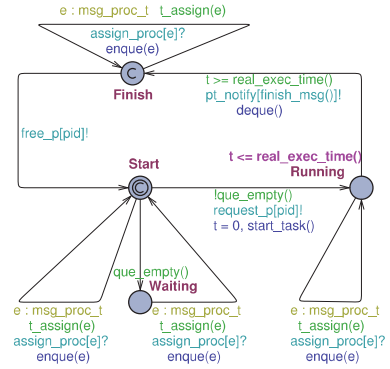 e : msg_proc_t t_assign(e)
assign_proc[e]?
enque(e)
C
Finish
t >= real_exec_time()
pt_notify[finish_msg()]!
deque()
free_p[pid]!
Start
C
t <= real_exec_time()
Running
!que_empty()
request_p[pid]!
t = 0, start_task()
que_empty()
Waiting
e : msg_proc_t
t_assign(e)
assign_proc[e]?
enque(e)
e : msg_proc_t
t_assign(e)
assign_proc[e]?
enque(e)
e : msg_proc_t
t_assign(e)
assign_proc[e]?
enque(e)